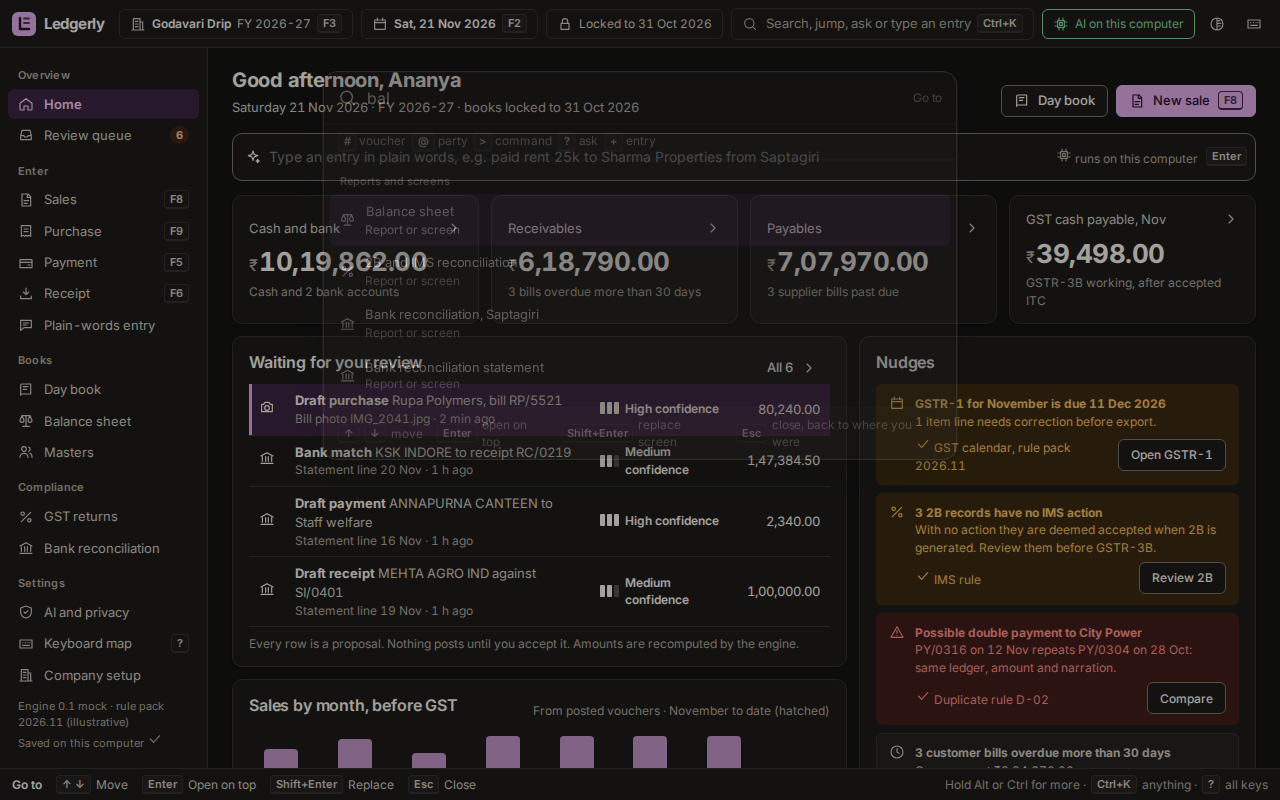 Ledgerly
Godavari Drip FY 2026-27 F3
Sat, 21 Nov 2026 F2
Locked to 31 Oct 2026
Search, jump, ask or type an entry Ctrl+K
AI on this computer
Overview
Home
Review queue 6
Enter
Sales F8
Purchase F9
Payment F5
Receipt F6
Plain-words entry
Books
Day book
Balance sheet
Masters
Compliance
GST returns
Bank reconciliation
Settings
AI and privacy
Keyboard map ?
Company setup
Engine 0.1 mock · rule pack
2026.11 (illustrative)
Saved on this computer
Good afternoon, Ananya
Saturday 21 Nov 2026 · FY 2026-27 · books locked to 31 Oct 2026
Day book
New sale F8
bal
Go to
# voucher @ party > command ? ask + entry
Type an entry in plain words, e.g. paid rent 25k to Sharma Properties from Saptagiri
runs on this computer Enter
Reports and screens
Balance sheet
Report or screen
2B and IMS reconciliation
Report or screen
Bank reconciliation, Saptagiri
Report or screen
Bank reconciliation statement
Report or screen
↑ ↓ move Enter open on top Shift+Enter replace screen Esc close, back to where you were
Cash and bank
₹10,19,862.00
Cash and 2 bank accounts
Receivables
₹6,18,790.00
3 bills overdue more than 30 days
Payables
₹7,07,970.00
3 supplier bills past due
GST cash payable, Nov
₹39,498.00
GSTR-3B working, after accepted
ITC
Waiting for your review
All 6
Draft purchase Rupa Polymers, bill RP/5521
Bill photo IMG_2041.jpg · 2 min ago
High confidence
80,240.00
Bank match KSK INDORE to receipt RC/0219
Statement line 20 Nov · 1 h ago
Medium
confidence
1,47,384.50
Draft payment ANNAPURNA CANTEEN to
Staff welfare
Statement line 16 Nov · 1 h ago
High confidence
2,340.00
Draft receipt MEHTA AGRO IND against
SI/0401
Statement line 19 Nov · 1 h ago
Medium
confidence
1,00,000.00
Every row is a proposal. Nothing posts until you accept it. Amounts are recomputed by the engine.
Sales by month, before GST
From posted vouchers · November to date (hatched)
Nudges
GSTR-1 for November is due 11 Dec 2026
1 item line needs correction before export.
GST calendar, rule pack
2026.11
Open GSTR-1
3 2B records have no IMS action
With no action they are deemed accepted when 2B is
generated. Review them before GSTR-3B.
IMS rule
Review 2B
Possible double payment to City Power
PY/0316 on 12 Nov repeats PY/0304 on 28 Oct:
same ledger, amount and narration.
Duplicate rule D-02
Compare
3 customer bills overdue more than 30 days
Go to ↑ ↓ Move Enter Open on top Shift+Enter Replace Esc Close
Hold Alt or Ctrl for more · Ctrl+K anything · ? all keys